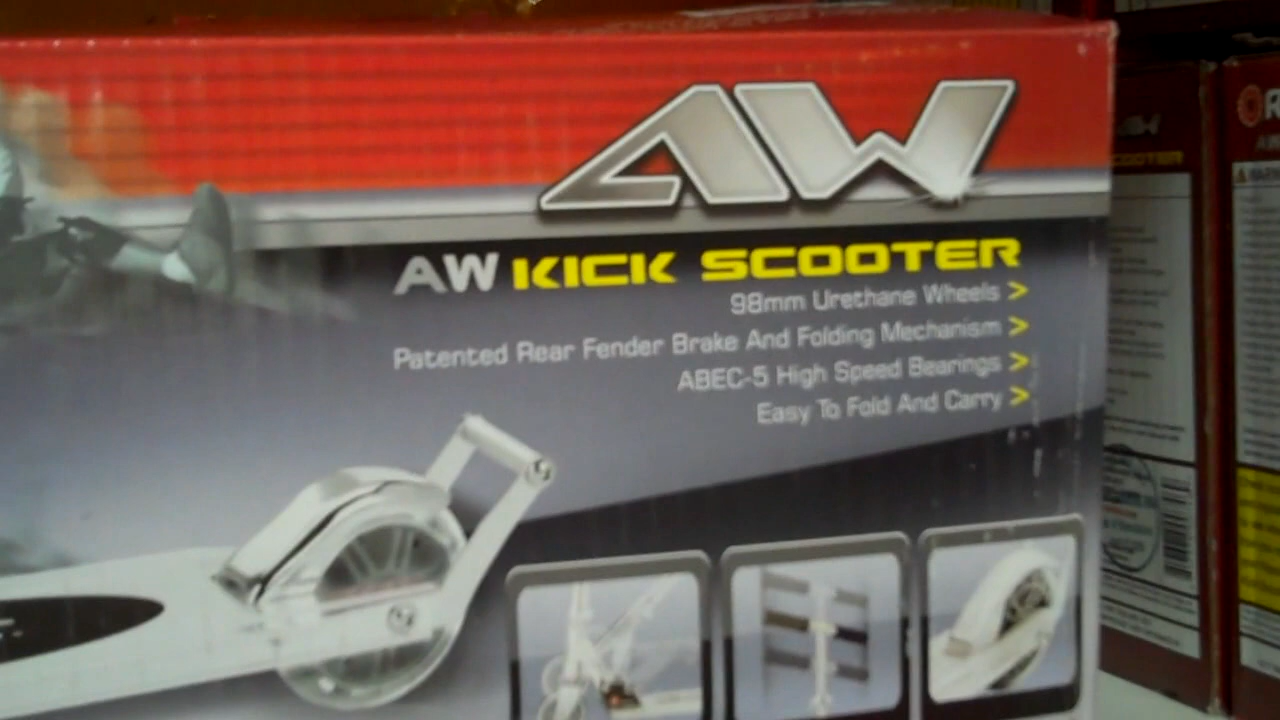 AW
AW KICK SCOOTER
98mm Urethane Wheels >
Patented Rear Fender Brake And Folding Mechanism >
ABEC-5 High Speed Bearings >
Easy To Fold And Carry >
SCOOTER